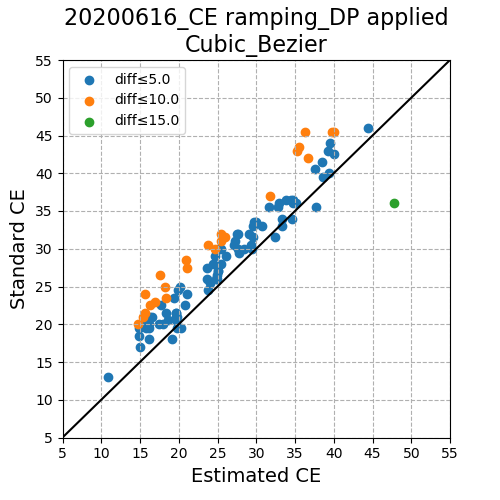 20200616_CE ramping_DP applied
Cubic_Bezier
diff≤5.0
diff≤10.0
diff≤15.0
Standard CE
55
50
45
40
35
30
25
20
15
10
5
5 10 15 20 25 30 35 40 45 50 55
Estimated CE